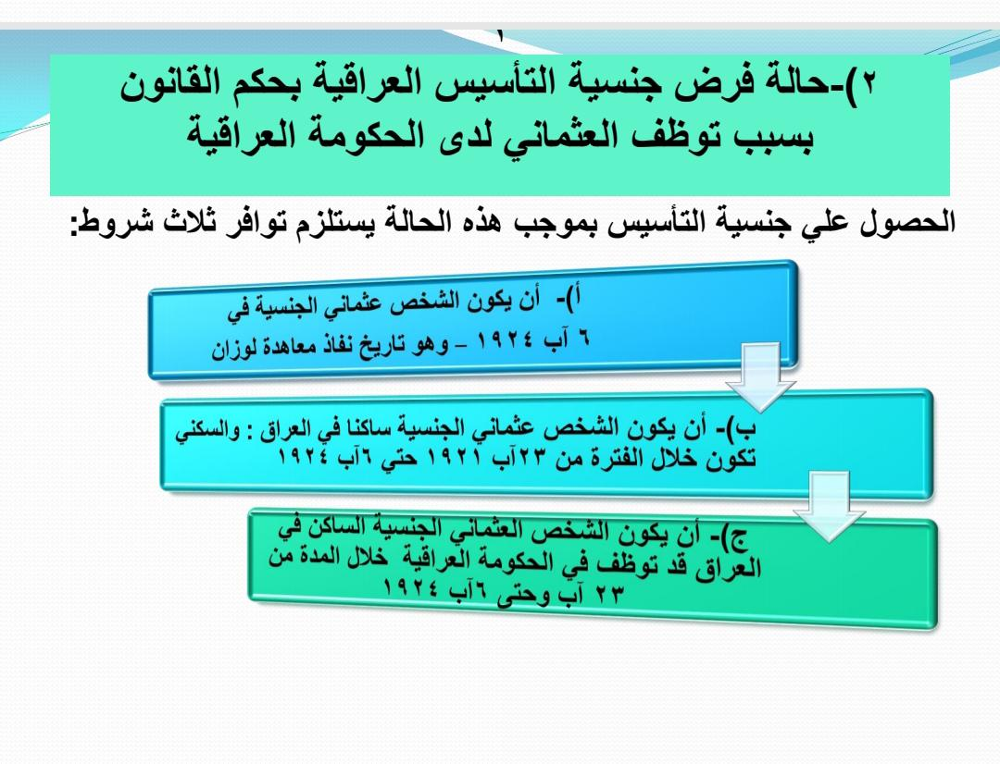 ١
٢)-حالة فرض جنسية التأسيس العراقية بحكم القانون
بسبب توظف العثماني لدى الحكومة العراقية
الحصول علي جنسية التأسيس بموجب هذه الحالة يستلزم توافر ثلاث شروط:
أ)- أن يكون الشخص عثماني الجنسية في
٦ آب ١٩٢٤ – وهو تاريخ نفاذ معاهدة لوزان
ب)- أن يكون الشخص عثماني الجنسية ساكنا في العراق : والسكني
تكون خلال الفترة من ٢٣آب ١٩٢١ حتي ٦آب ١٩٢٤
ج)- أن يكون الشخص العثماني الجنسية الساكن في
العراق قد توظف في الحكومة العراقية خلال المدة من
٢٣ آب وحتى ٦آب ١٩٢٤